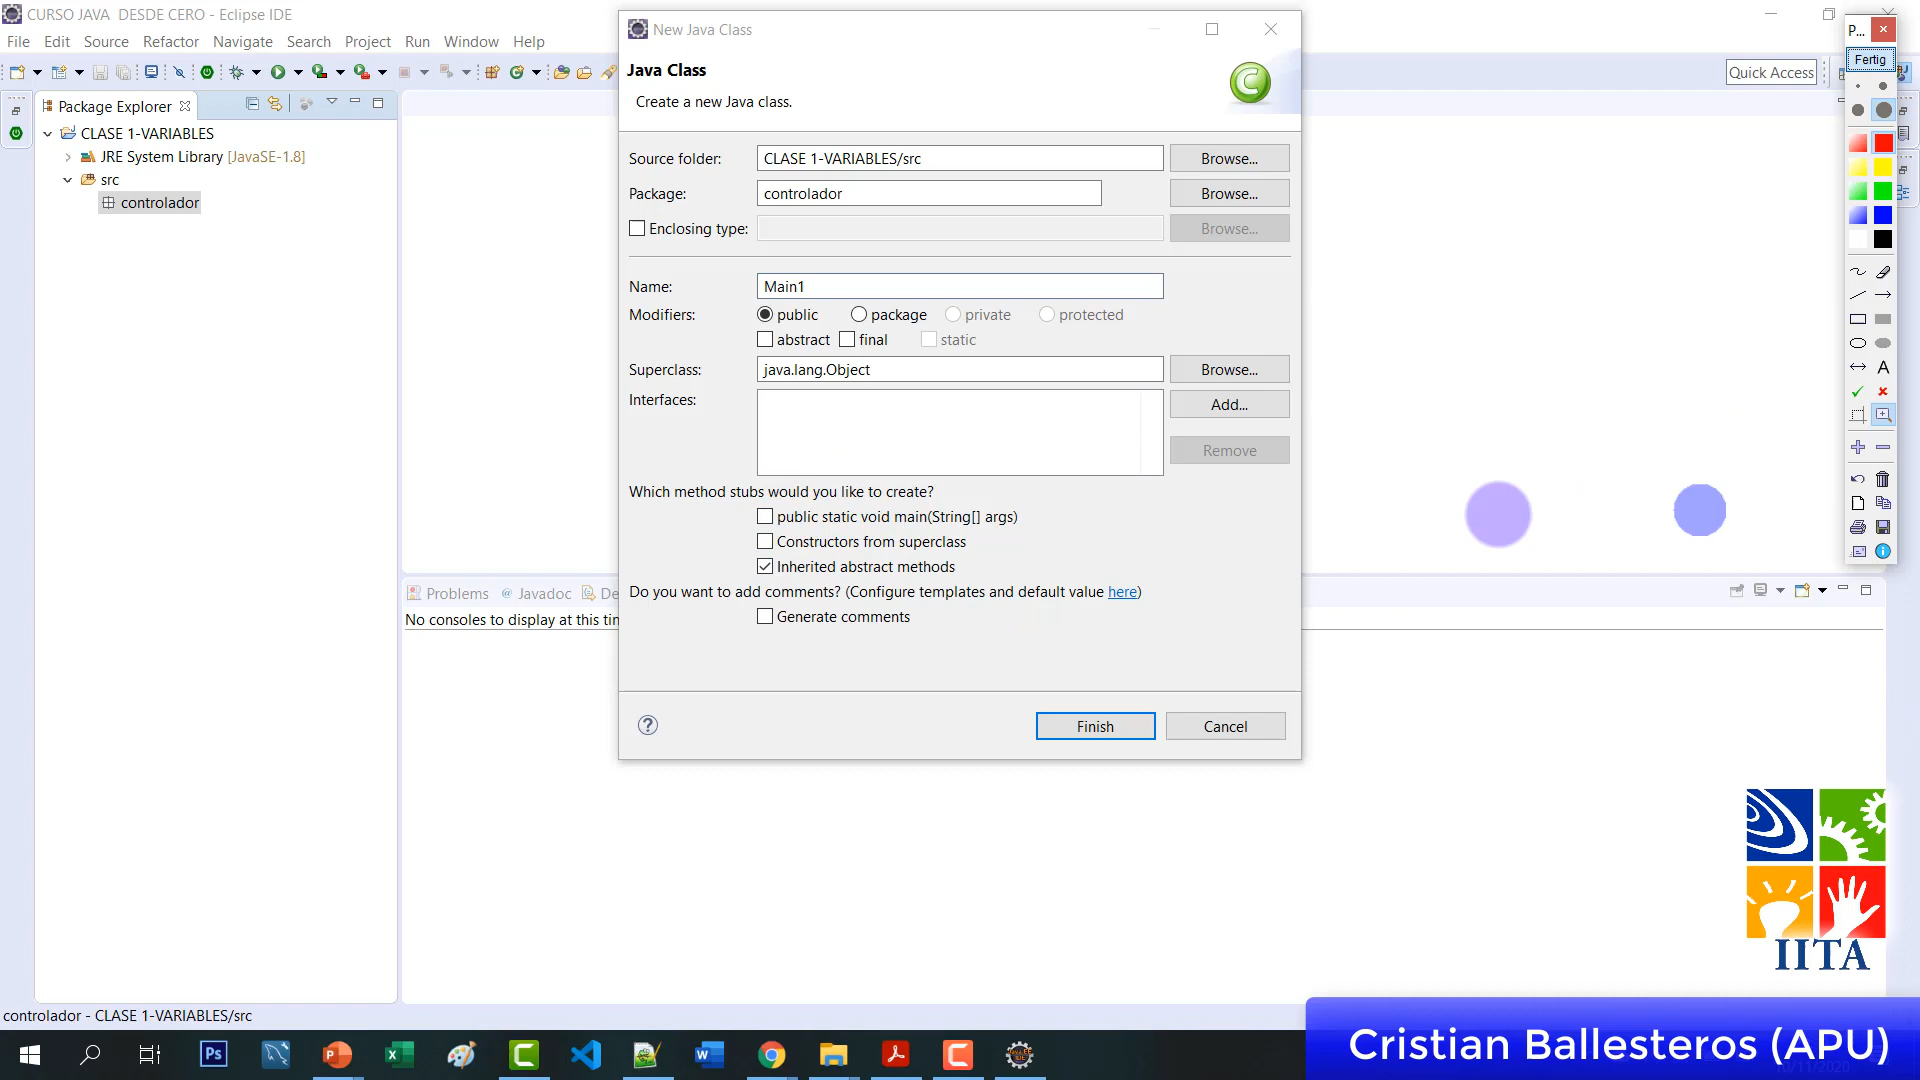 CURSO JAVA  DESDE CERO - Eclipse IDE
File Edit Source Refactor Navigate Search Project Run Window Help
Quick Access
P...
Fertig
Package Explorer
CLASE 1-VARIABLES
JRE System Library [JavaSE-1.8]
src
controlador
New Java Class
Java Class
Create a new Java class.
Source folder: CLASE 1-VARIABLES/src Browse...
Package: controlador Browse...
Enclosing type: Browse...
Name: Main1
Modifiers: public package private protected
abstract final static
Superclass: java.lang.Object Browse...
Interfaces: Add...
Remove
Which method stubs would you like to create?
public static void main(String[] args)
Constructors from superclass
Inherited abstract methods
Do you want to add comments? (Configure templates and default value here)
Generate comments
Finish Cancel
Problems @ Javadoc De
No consoles to display at this tin
IITA
controlador - CLASE 1-VARIABLES/src
Cristian Ballesteros (APU)